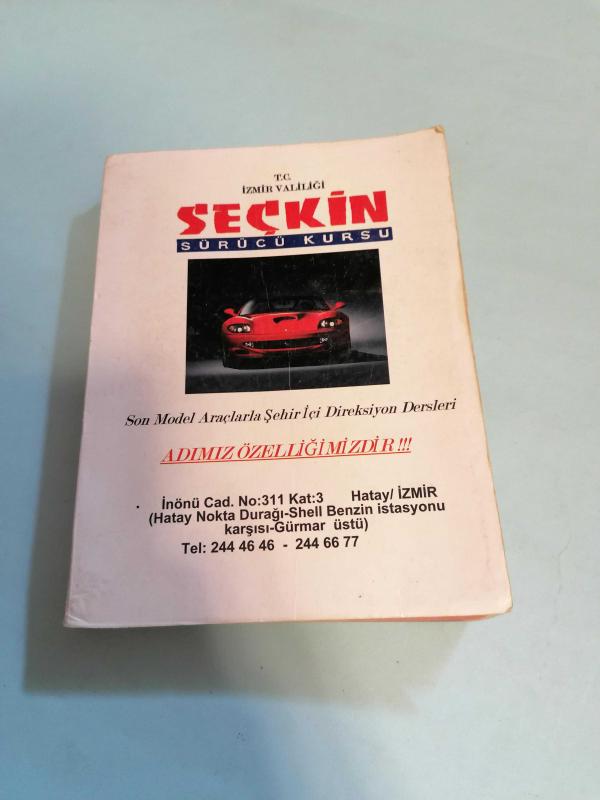 T.C.
İZMİR VALİLİĞİ
SEÇKİN
SÜRÜCÜ KURSU
Son Model Araçlarla Şehir İçi Direksiyon Dersleri
ADIMIZ ÖZELLİĞİMİZDİR!!!
İnönü Cad. No:311 Kat:3 Hatay/ İZMİR
(Hatay Nokta Durağı-Shell Benzin istasyonu
karşısı-Gürmar üstü)
Tel: 244 46 46 - 244 66 77